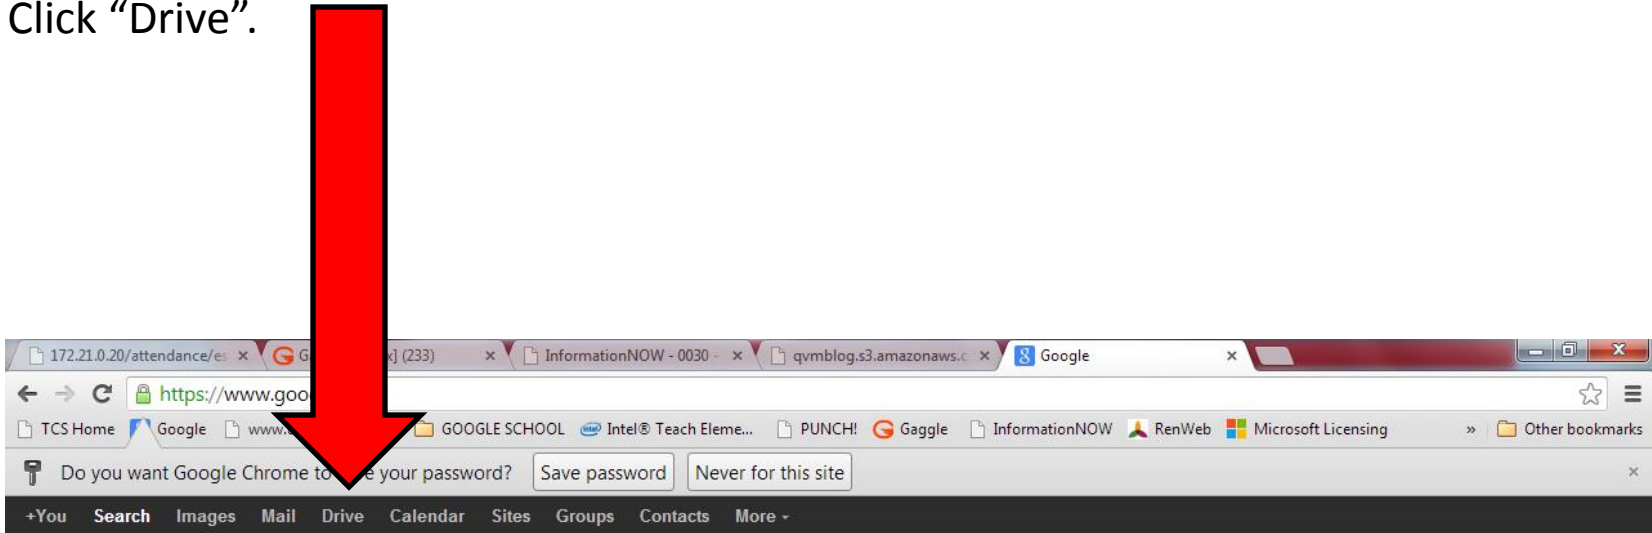 Click “Drive”.
172.21.0.20/attendance/es
G
x] (233)
InformationNOW - 0030 -
qvmblog.s3.amazonaws.c
Google
https://www.goo
TCS Home
Google
www.
GOOGLE SCHOOL
Intel® Teach Eleme...
PUNCH!
Gaggle
InformationNOW
RenWeb
Microsoft Licensing
»
Other bookmarks
Do you want Google Chrome to e your password?
Save password
Never for this site
+You Search Images Mail Drive Calendar Sites Groups Contacts More